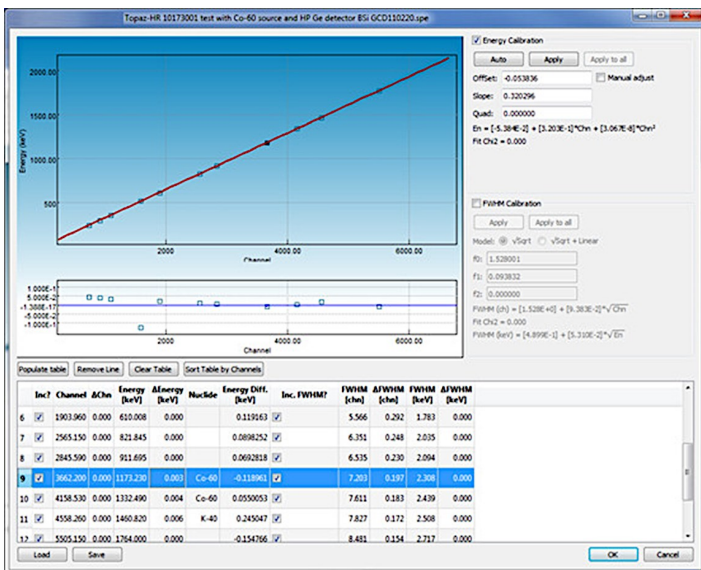 Topaz-HR 10173001 test with Co-60 source and HP Ge detector BSi GCD110220.spe
Energy (keV)
2000.00
1500.00
1000.00
500
2000
4000.00
6000.00
Channel
1.000E-1
5.000E-2
-1.388E-17
-5.000E-2
-1.000E-1
2000
4000.00
6000.00
Channel
Energy Calibration
Auto Apply Apply to all
Offset: -0.053836 Manual adjust
Slope: 0.320296
Quad: 0.000000
En = [-5.384E-2] + [3.203E-1]*Chn + [3.067E-8]*Chn²
Fit Chi2 = 0.000
FWHM Calibration
Apply Apply to all
Model: √Sqrt √Sqrt + Linear
f0: 1.528001
f1: 0.093832
f2: 0.000000
FWHM (ch) = [1.528E+0] + [9.383E-2]*√Chn
Fit Chi2 = 0.000
FWHM (keV) = [4.899E-1] + [5.310E-2]*√En
Populate table Remove Line Clear Table Sort Table by Channels
Inc? Channel ΔChn Energy [keV] ΔEnergy [keV] Nuclide Energy Diff. [keV] Inc. FWHM? FWHM [chn] ΔFWHM [chn] FWHM [keV] ΔFWHM [keV]
6 1903.960 0.000 610.008 0.000 0.119163 5.566 0.292 1.783 0.000
7 2565.150 0.000 821.845 0.000 0.0898252 6.351 0.248 2.035 0.000
8 2845.590 0.000 911.695 0.000 0.0692818 6.535 0.230 2.094 0.000
9 3662.200 0.000 1173.230 0.003 Co-60 -0.118961 7.203 0.197 2.308 0.000
10 4158.530 0.000 1332.490 0.004 Co-60 0.0550053 7.611 0.183 2.439 0.000
11 4558.260 0.000 1460.820 0.006 K-40 0.245047 7.827 0.172 2.508 0.000
12 5505.150 0.000 1764.000 0.000 -0.154766 8.481 0.154 2.717 0.000
Load Save OK Cancel